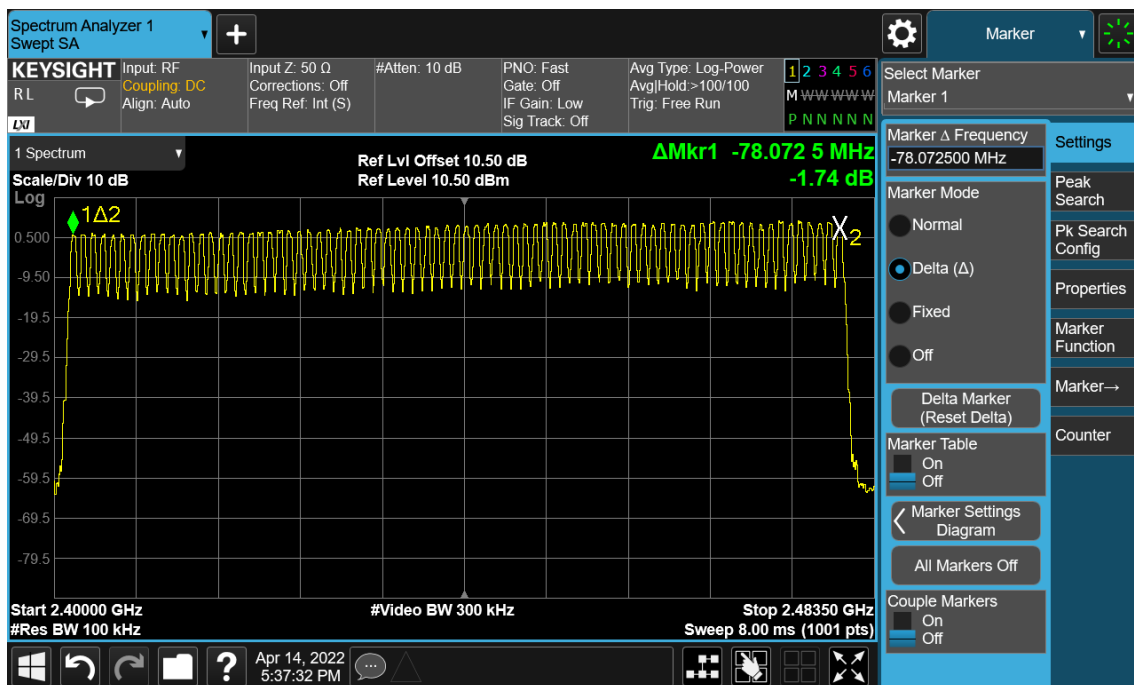 Spectrum Analyzer 1
Swept SA
+
Marker
KEYSIGHT
R L
LXI
Input: RF
Coupling: DC
Align: Auto
Input Z: 50 Ω
Corrections: Off
Freq Ref: Int (S)
#Atten: 10 dB
PNO: Fast
Gate: Off
IF Gain: Low
Sig Track: Off
Avg Type: Log-Power
Avg|Hold:>100/100
Trig: Free Run
1 2 3 4 5 6
M W W W W W
P N N N N N
Select Marker
Marker 1
1 Spectrum
Scale/Div 10 dB
Log
Ref Lvl Offset 10.50 dB
Ref Level 10.50 dBm
ΔMkr1 -78.072 5 MHz
-1.74 dB
1Δ2
X2
0.500
-9.50
-19.5
-29.5
-39.5
-49.5
-59.5
-69.5
-79.5
Start 2.40000 GHz
#Res BW 100 kHz
#Video BW 300 kHz
Stop 2.48350 GHz
Sweep 8.00 ms (1001 pts)
Marker Δ Frequency
-78.072500 MHz
Marker Mode
Normal
Delta (Δ)
Fixed
Off
Delta Marker
(Reset Delta)
Marker Table
On
Off
Marker Settings
Diagram
All Markers Off
Couple Markers
On
Off
Settings
Peak
Search
Pk Search
Config
Properties
Marker
Function
Marker→
Counter
?
Apr 14, 2022
5:37:32 PM